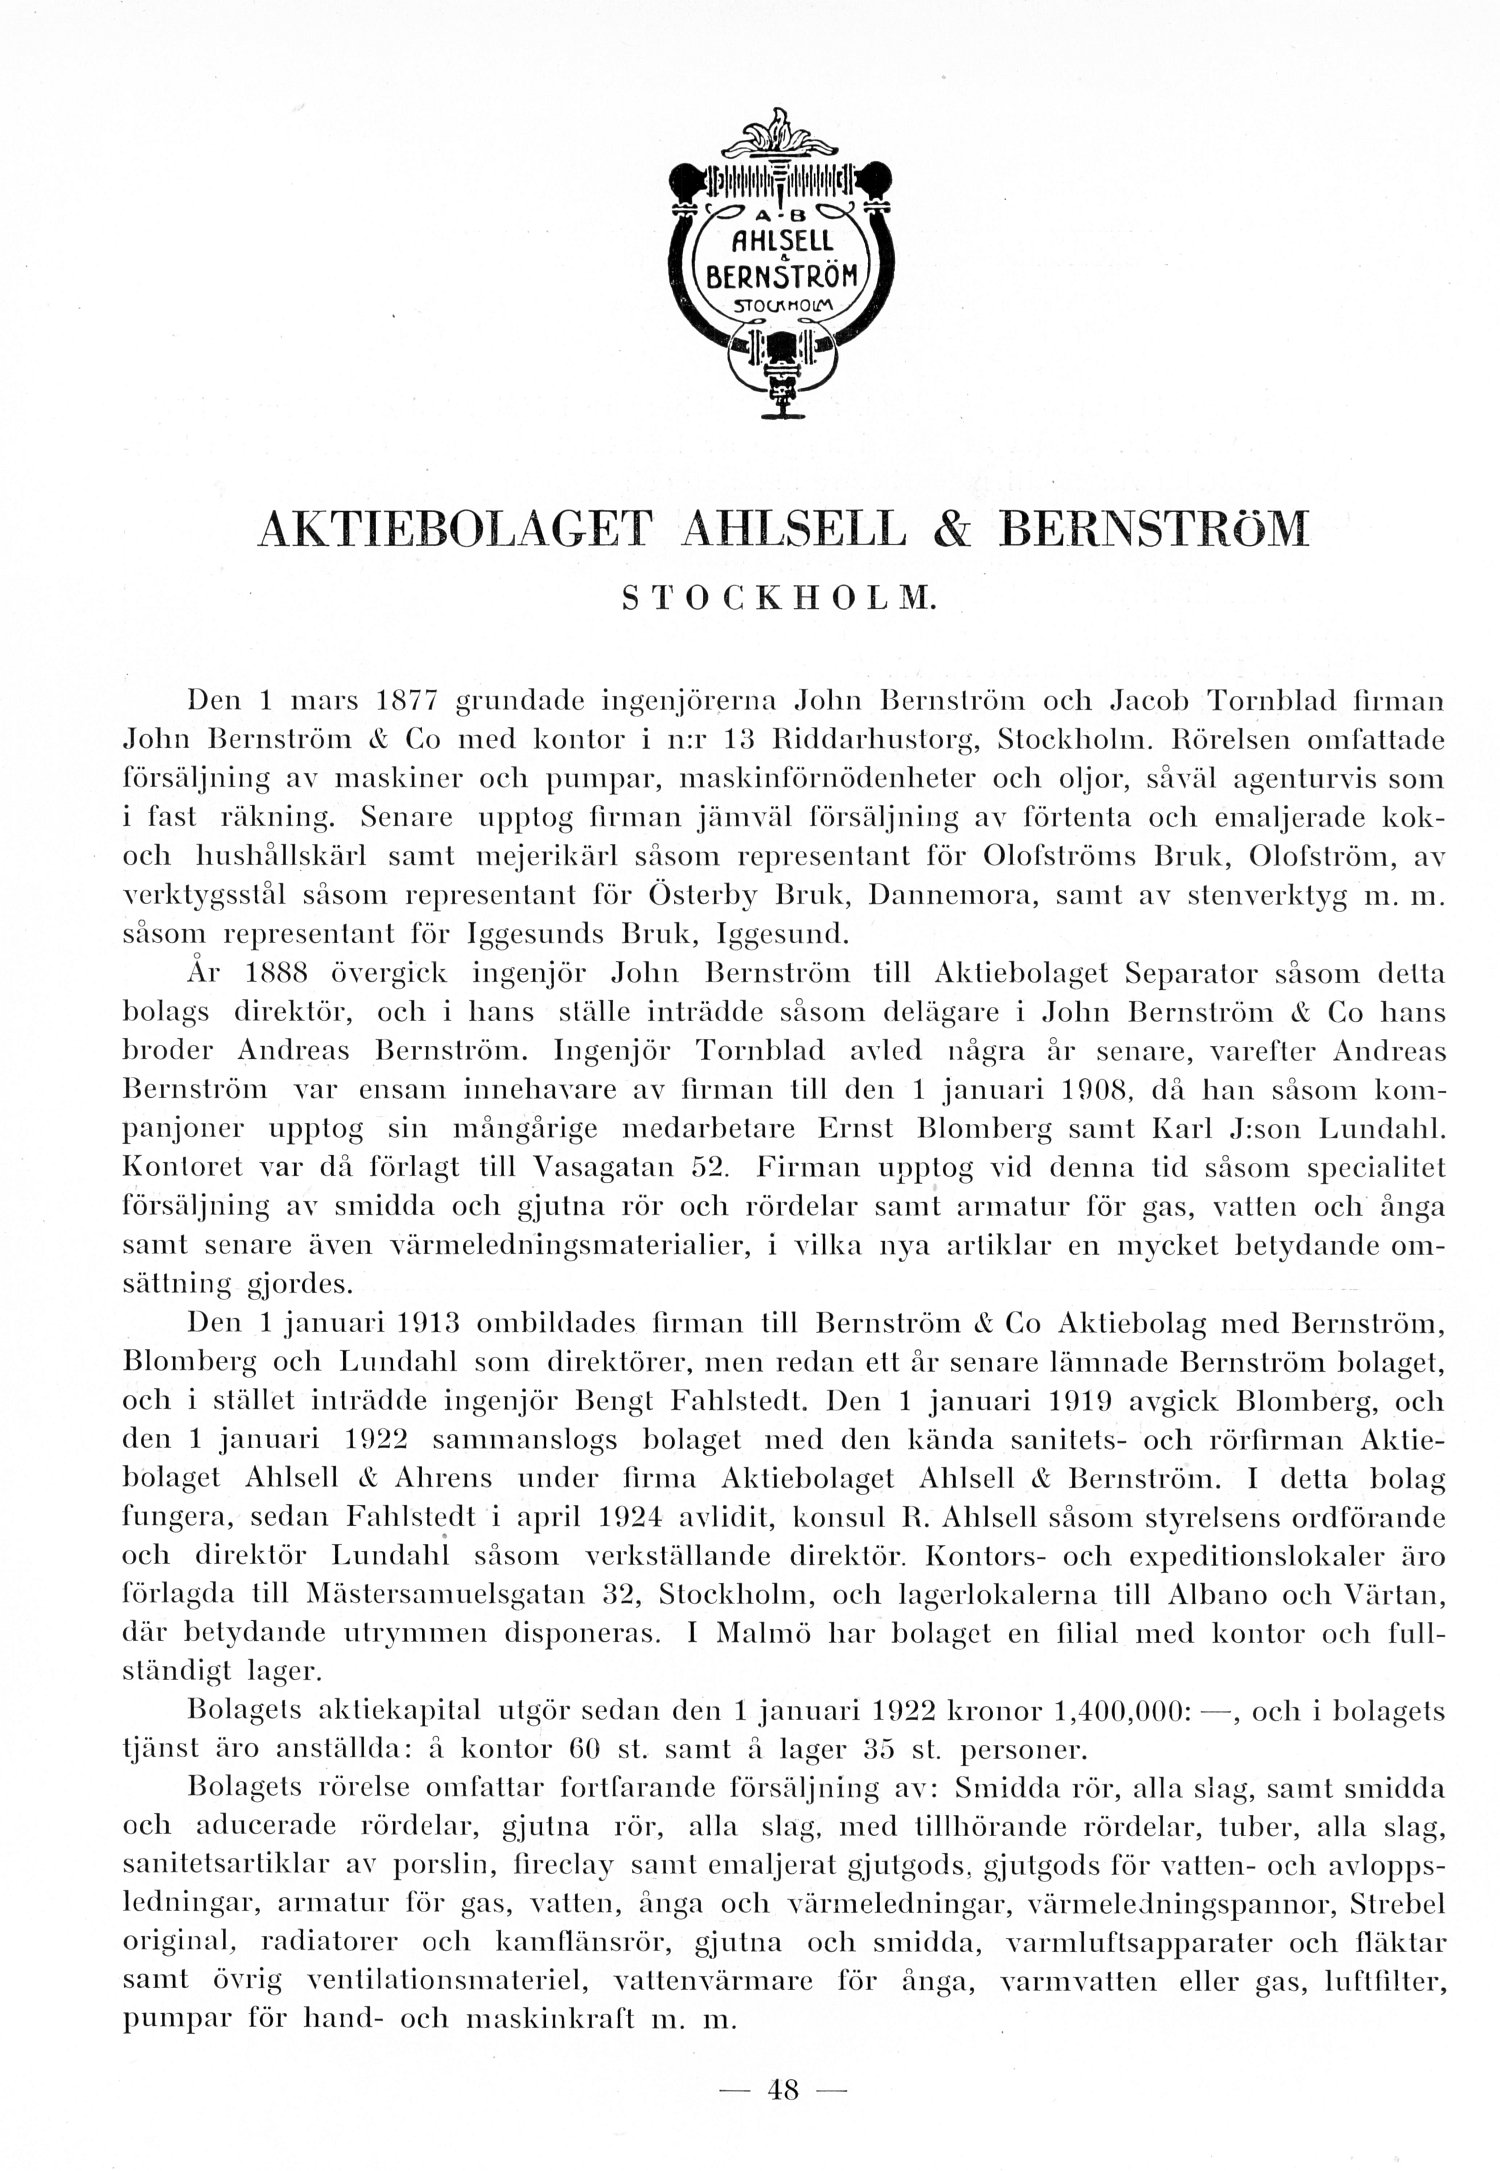 A-B
AHLSELL
&
BERNSTRÖM
STOCKHOLM
AKTIEBOLAGET AHLSELL & BERNSTRÖM
STOCKHOLM.
Den 1 mars 1877 grundade ingenjörerna John Bernström och Jacob Tornblad firman
John Bernström & Co med kontor i n:r 13 Riddarhustorg, Stockholm. Rörelsen omfattade
försäljning av maskiner och pumpar, maskinförnödenheter och oljor, såväl agenturvis som
i fast räkning. Senare upptog firman jämväl försäljning av förtenta och emaljerade kok-
och hushållskärl samt mejerikärl såsom representant för Olofströms Bruk, Olofström, av
verktygsstål såsom representant för Österby Bruk, Dannemora, samt av stenverktyg m. m.
såsom representant för Iggesunds Bruk, Iggesund.
År 1888 övergick ingenjör John Bernström till Aktiebolaget Separator såsom detta
bolags direktör, och i hans ställe inträdde såsom delägare i John Bernström & Co hans
broder Andreas Bernström. Ingenjör Tornblad avled några år senare, varefter Andreas
Bernström var ensam innehavare av firman till den 1 januari 1908, då han såsom kom-
panjoner upptog sin mångårige medarbetare Ernst Blomberg samt Karl J:son Lundahl.
Kontoret var då förlagt till Vasagatan 52. Firman upptog vid denna tid såsom specialitet
försäljning av smidda och gjutna rör och rördelar samt armatur för gas, vatten och ånga
samt senare även värmeledningsmaterialier, i vilka nya artiklar en mycket betydande om-
sättning gjordes.
Den 1 januari 1913 ombildades firman till Bernström & Co Aktiebolag med Bernström,
Blomberg och Lundahl som direktörer, men redan ett år senare lämnade Bernström bolaget,
och i stället inträdde ingenjör Bengt Fahlstedt. Den 1 januari 1919 avgick Blomberg, och
den 1 januari 1922 sammanslogs bolaget med den kända sanitets- och rörfirman Aktie-
bolaget Ahlsell & Ahrens under firma Aktiebolaget Ahlsell & Bernström. I detta bolag
fungera, sedan Fahlstedt i april 1924 avlidit, konsul R. Ahlsell såsom styrelsens ordförande
och direktör Lundahl såsom verkställande direktör. Kontors- och expeditionslokaler äro
förlagda till Mästersamuelsgatan 32, Stockholm, och lagerlokalerna till Albano och Värtan,
där betydande utrymmen disponeras. I Malmö har bolaget en filial med kontor och full-
ständigt lager.
Bolagets aktiekapital utgör sedan den 1 januari 1922 kronor 1,400,000: —, och i bolagets
tjänst äro anställda: å kontor 60 st. samt å lager 35 st. personer.
Bolagets rörelse omfattar fortfarande försäljning av: Smidda rör, alla slag, samt smidda
och aducerade rördelar, gjutna rör, alla slag, med tillhörande rördelar, tuber, alla slag,
sanitetsartiklar av porslin, fireclay samt emaljerat gjutgods, gjutgods för vatten- och avlopps-
ledningar, armatur för gas, vatten, ånga och värmeledningar, värmeledningspannor, Strebel
original, radiatorer och kamflänsrör, gjutna och smidda, varmluftsapparater och fläktar
samt övrig ventilationsmateriel, vattenvärmare för ånga, varmvatten eller gas, luftfilter,
pumpar för hand- och maskinkraft m. m.
— 48 —